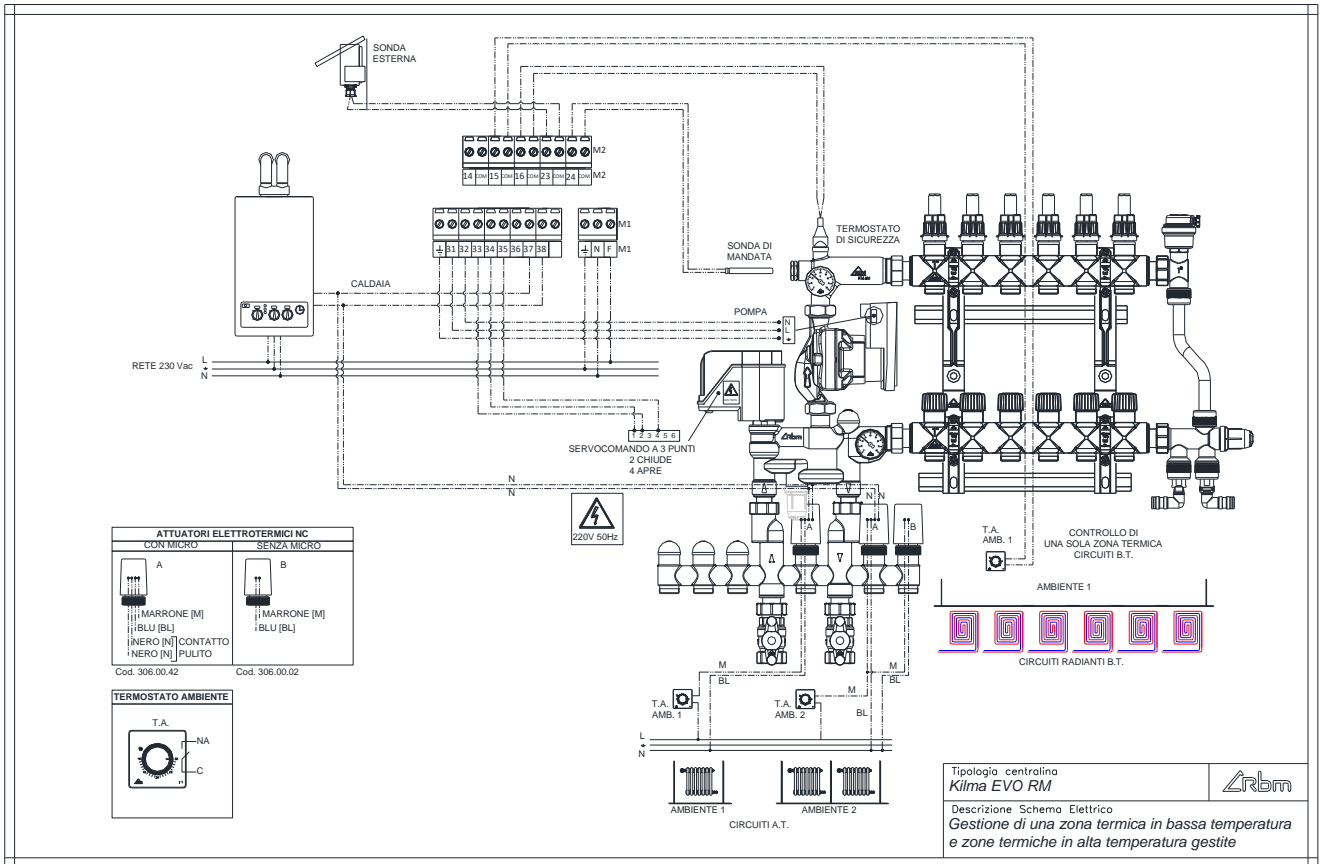 SONDA
ESTERNA
M2
14 COM 15 COM 16 COM 23 COM 24 COM M2
M1
31 32 33 34 35 36 37 38 N F M1
TERMOSTATO
DI SICUREZZA
SONDA DI
MANDATA
CALDAIA
POMPA
N
L
RETE 230 Vac
L
N
1 2 3 4 5 6
SERVOCOMANDO A 3 PUNTI
2 CHIUDE
4 APRE
rbm
N
N
220V 50Hz
A
N N
A
B
T.A.
AMB. 1
CONTROLLO DI
UNA SOLA ZONA TERMICA
CIRCUITI B.T.
AMBIENTE 1
CIRCUITI RADIANTI B.T.
ATTUATORI ELETTROTERMICI NC
CON MICRO SENZA MICRO
A B
MARRONE [M] MARRONE [M]
BLU [BL] BLU [BL]
NERO [N] CONTATTO
NERO [N] PULITO
Cod. 306.00.42 Cod. 306.00.02
TERMOSTATO AMBIENTE
T.A.
NA
C
M
BL
T.A.
AMB. 1
M
BL
M
BL
T.A.
AMB. 2
L
N
AMBIENTE 1 AMBIENTE 2
CIRCUITI A.T.
Tipologia centralina
Kilma EVO RM
rbm
Descrizione Schema Elettrico
Gestione di una zona termica in bassa temperatura
e zone termiche in alta temperatura gestite